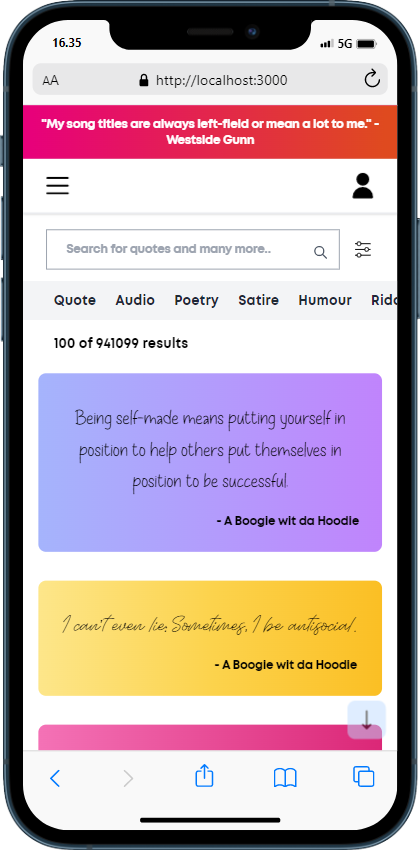 16.35
5G
AA
http://localhost:3000
"My song titles are always left-field or mean a lot to me." -
Westside Gunn
Search for quotes and many more..
Quote Audio Poetry Satire Humour
100 of 941099 results
Being self-made means putting yourself in
position to help others put themselves in
position to be successful.
- A Boogie wit da Hoodie
I can't even lie: Sometimes, I be antisocial.
- A Boogie wit da Hoodie